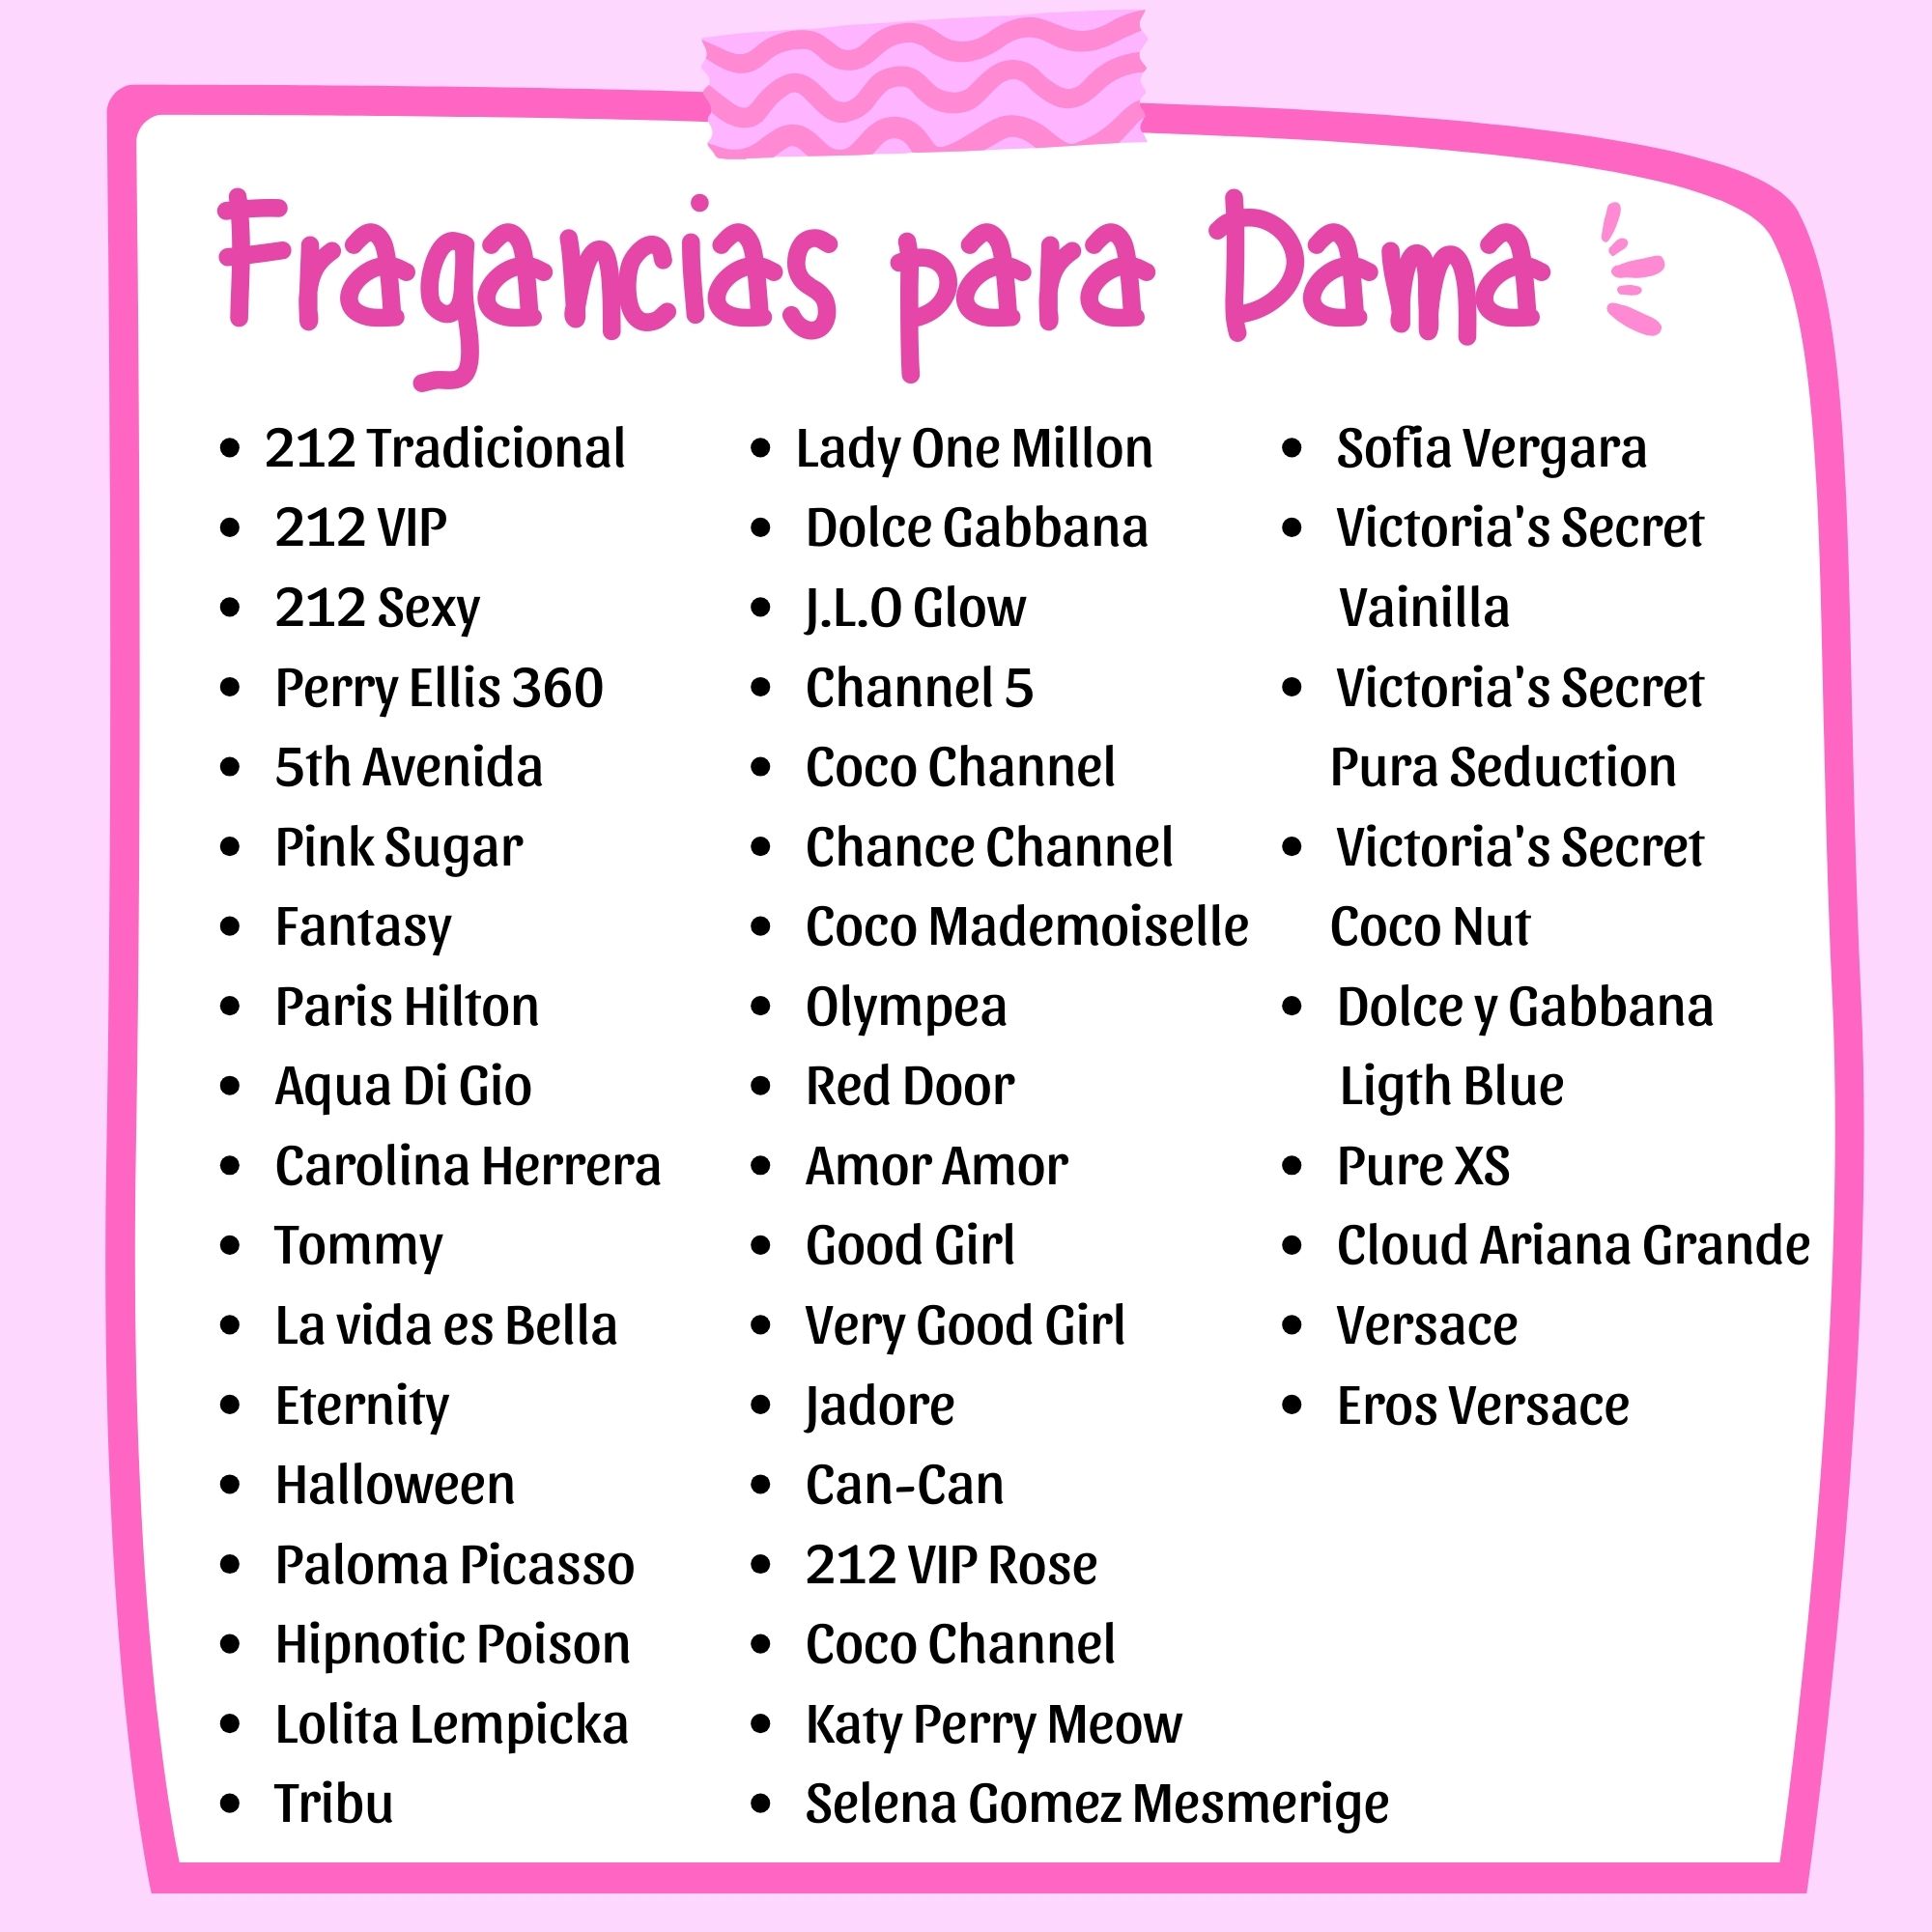 Fragancias para Dama
212 Tradicional
212 VIP
212 Sexy
Perry Ellis 360
5th Avenida
Pink Sugar
Fantasy
Paris Hilton
Aqua Di Gio
Carolina Herrera
Tommy
La vida es Bella
Eternity
Halloween
Paloma Picasso
Hipnotic Poison
Lolita Lempicka
Tribu
Lady One Millon
Dolce Gabbana
J.L.O Glow
Channel 5
Coco Channel
Chance Channel
Coco Mademoiselle
Olympea
Red Door
Amor Amor
Good Girl
Very Good Girl
Jadore
Can-Can
212 VIP Rose
Coco Channel
Katy Perry Meow
Selena Gomez Mesmerige
Sofia Vergara
Victoria's Secret
Vainilla
Victoria's Secret
Pura Seduction
Victoria's Secret
Coco Nut
Dolce y Gabbana
Ligth Blue
Pure XS
Cloud Ariana Grande
Versace
Eros Versace